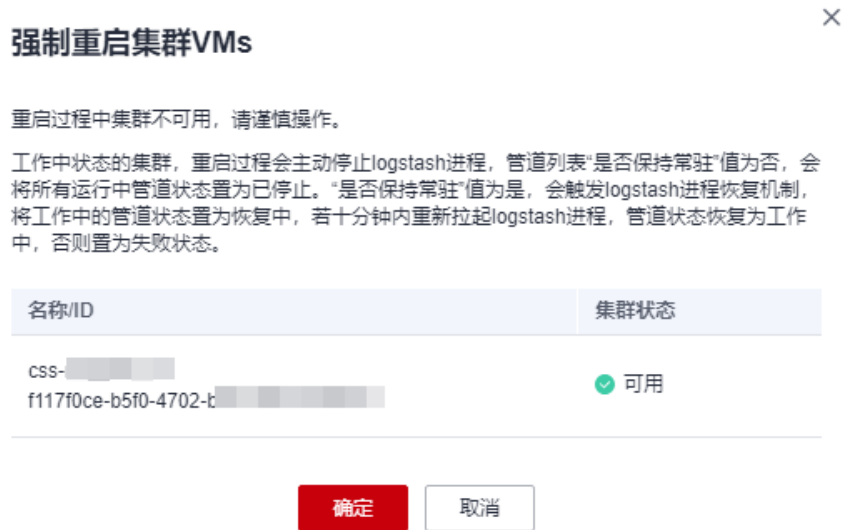 强制重启集群VMs
重启过程中集群不可用，请谨慎操作。
工作中状态的集群，重启过程会主动停止logstash进程，管道列表“是否保持常驻”值为否，会
将所有运行中管道状态置为已停止。“是否保持常驻”值为是，会触发logstash进程恢复机制，
将工作中的管道状态置为恢复中，若十分钟内重新拉起logstash进程，管道状态恢复为工作
中，否则置为失败状态。
名称/ID 集群状态
css-
f117f0ce-b5f0-4702-b
可用
确定 取消